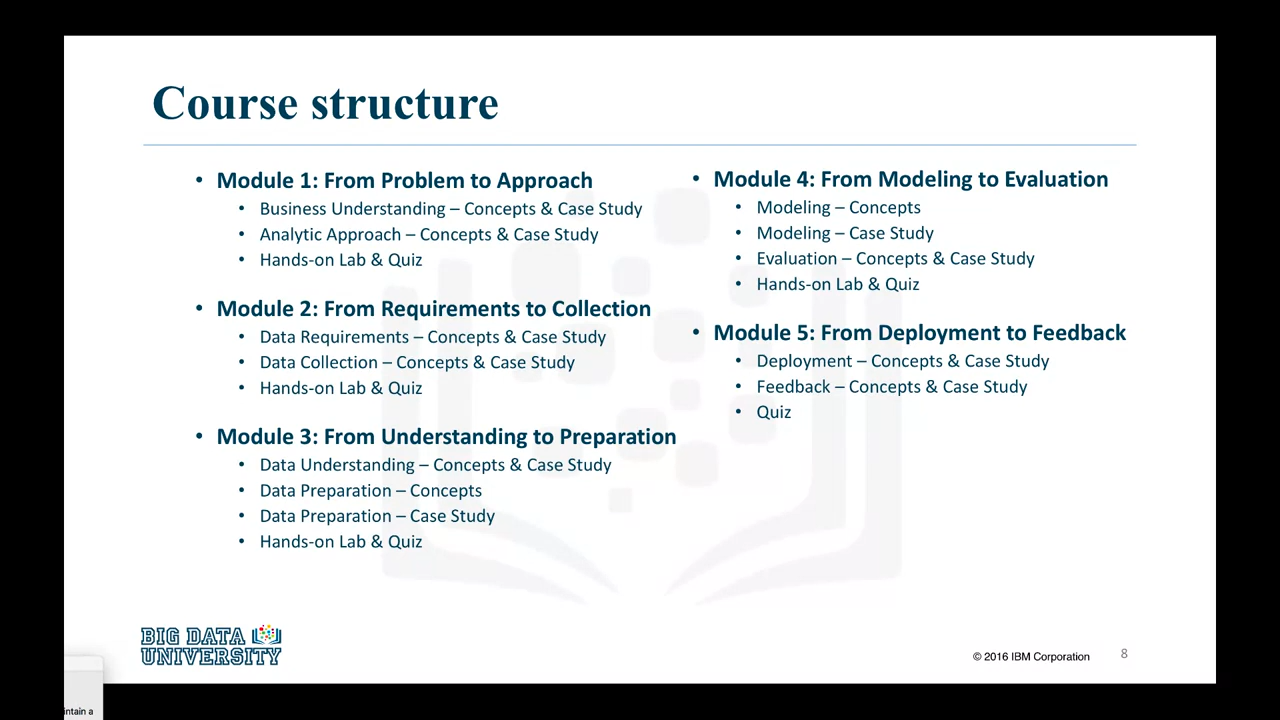 Course structure
• Module 1: From Problem to Approach
• Business Understanding – Concepts & Case Study
• Analytic Approach – Concepts & Case Study
• Hands-on Lab & Quiz
• Module 2: From Requirements to Collection
• Data Requirements – Concepts & Case Study
• Data Collection – Concepts & Case Study
• Hands-on Lab & Quiz
• Module 3: From Understanding to Preparation
• Data Understanding – Concepts & Case Study
• Data Preparation – Concepts
• Data Preparation – Case Study
• Hands-on Lab & Quiz
• Module 4: From Modeling to Evaluation
• Modeling – Concepts
• Modeling – Case Study
• Evaluation – Concepts & Case Study
• Hands-on Lab & Quiz
• Module 5: From Deployment to Feedback
• Deployment – Concepts & Case Study
• Feedback – Concepts & Case Study
• Quiz
BIG DATA
UNIVERSITY
© 2016 IBM Corporation
8
intain a